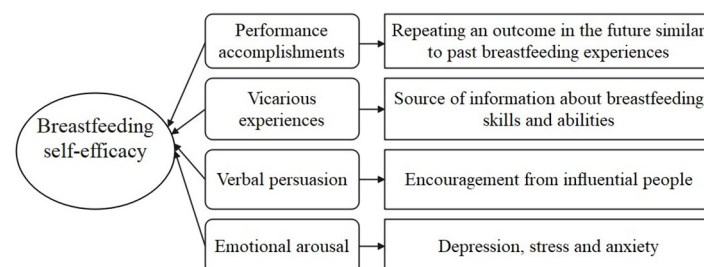 Breastfeeding
self-efficacy
Performance
accomplishments
Repeating an outcome in the future similar
to past breastfeeding experiences
Vicarious
experiences
Source of information about breastfeeding
skills and abilities
Verbal persuasion
Encouragement from influential people
Emotional arousal
Depression, stress and anxiety